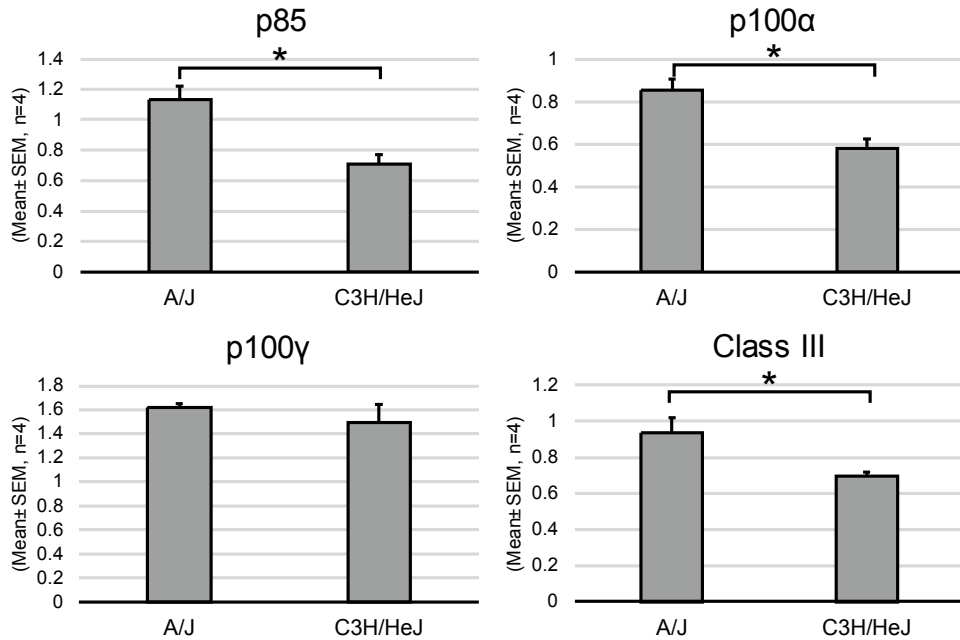 p85
*
(Mean± SEM, n=4)
1.4
1.2
1
0.8
0.6
0.4
0.2
0
A/J
C3H/HeJ
p100α
*
(Mean± SEM, n=4)
1
0.8
0.6
0.4
0.2
0
A/J
C3H/HeJ
p100γ
(Mean± SEM, n=4)
1.8
1.6
1.4
1.2
1
0.8
0.6
0.4
0.2
0
A/J
C3H/HeJ
Class III
*
(Mean± SEM, n=4)
1.2
1
0.8
0.6
0.4
0.2
0
A/J
C3H/HeJ